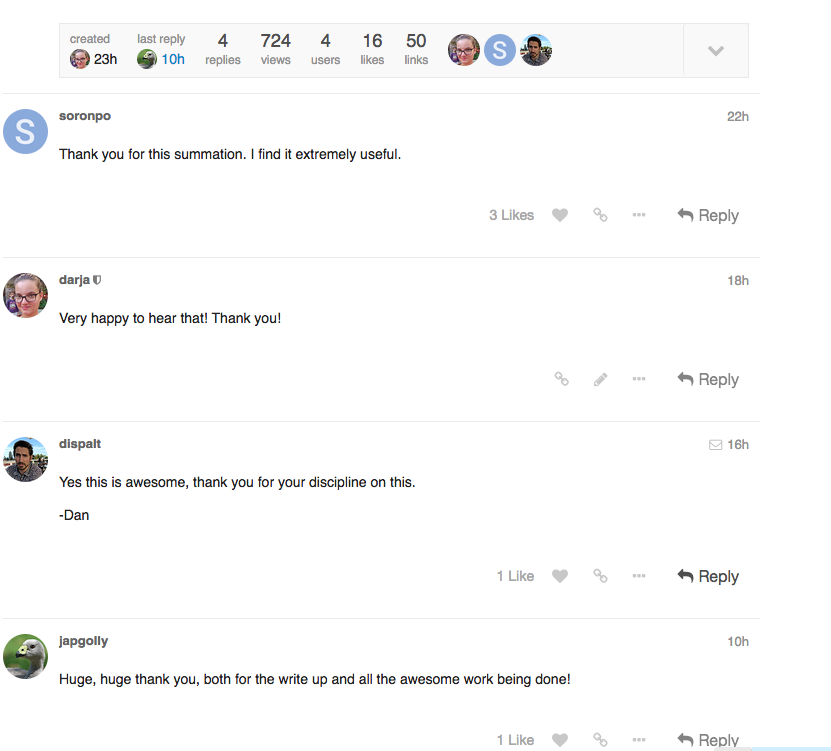 created last reply 4 724 4 16 50
23h 10h replies views users likes links
S
S
soronpo 22h
Thank you for this summation. I find it extremely useful.
3 Likes Reply
darja 18h
Very happy to hear that! Thank you!
Reply
dispalt 16h
Yes this is awesome, thank you for your discipline on this.
-Dan
1 Like Reply
japgolly 10h
Huge, huge thank you, both for the write up and all the awesome work being done!
1 Like Reply